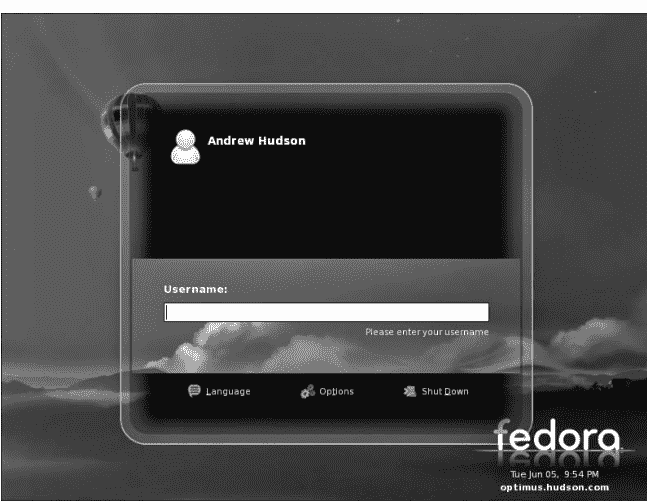 Andrew Hudson
Username:
Please enter your username
Language
Options
Shut Down
fedora
Tue Jun 05, 9:54 PM
optimus.hudson.com